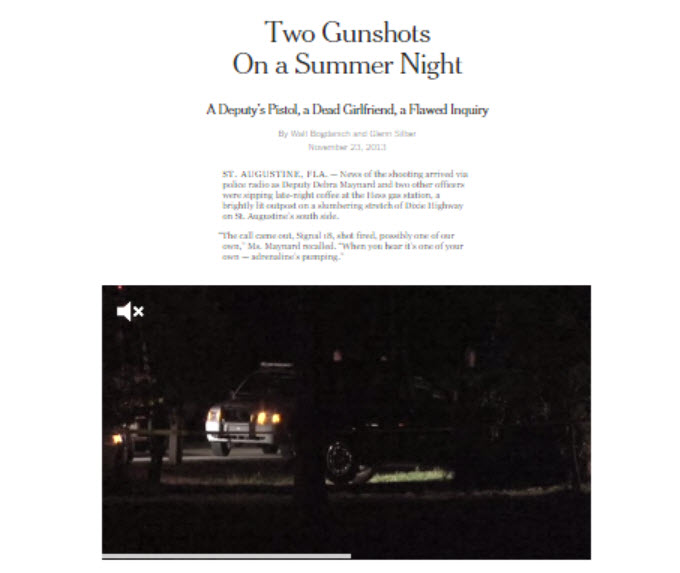 Two Gunshots
On a Summer Night
A Deputy's Pistol, a Dead Girlfriend, a Flawed Inquiry
By Walt Bogdanich and Glenn Silber
November 23, 2013
ST. AUGUSTINE, FLA. — News of the shooting arrived via
police radio as Deputy Debra Maynard and two other officers
were sipping late-night coffee at the Hess gas station, a
brightly lit outpost on a slumbering stretch of Dixie Highway
on St. Augustine's south side.
"The call came out, Signal 18, shot fired, possibly one of our
own," Ms. Maynard recalled. "When you hear it's one of your
own — adrenaline's pumping."